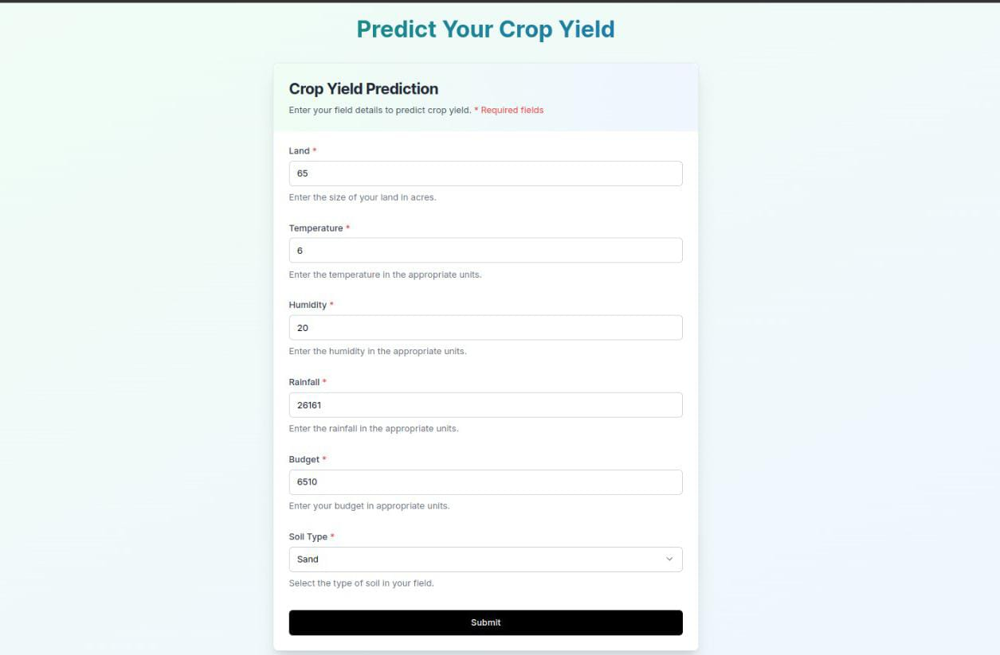 Predict Your Crop Yield
Crop Yield Prediction
Enter your field details to predict crop yield. * Required fields
Land *
65
Enter the size of your land in acres.
Temperature *
6
Enter the temperature in the appropriate units.
Humidity *
20
Enter the humidity in the appropriate units.
Rainfall *
26161
Enter the rainfall in the appropriate units.
Budget *
6510
Enter your budget in appropriate units.
Soil Type *
Sand
Select the type of soil in your field.
Submit